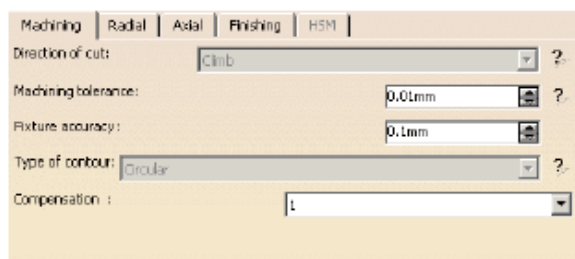 Machining Radial Axial Finishing HSM
Direction of cut: Climb ?
Machining tolerance: 0.01mm ?
Fixture accuracy: 0.1mm
Type of contour: Circular ?
Compensation : 1